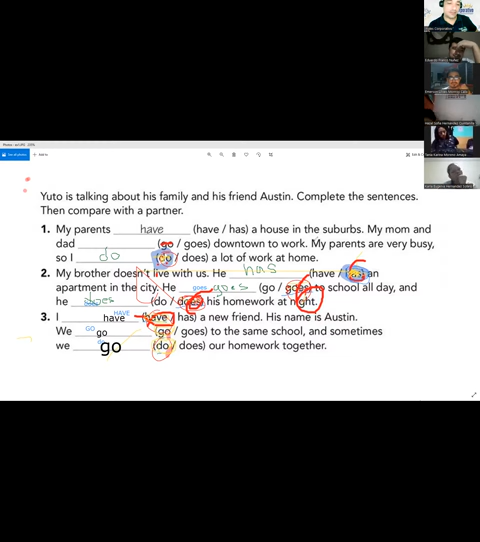 Add to
Yuto is talking about his family and his friend Austin. Complete the sentences.
Then compare with a partner.
1. My parents have (have / has) a house in the suburbs. My mom and
dad (go / goes) downtown to work. My parents are very busy,
so I do (do / does) a lot of work at home.
2. My brother doesn't live with us. He has (have / has) an
apartment in the city. He goes goes (go / goes) to school all day, and
he does (do / does) his homework at night.
3. I HAVE have (have / has) a new friend. His name is Austin.
We GO go (go / goes) to the same school, and sometimes
we go (do / does) our homework together.